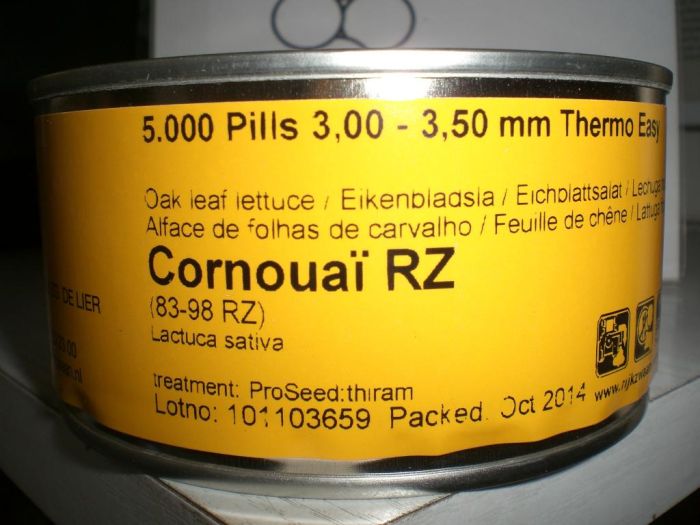 5.000 Pills 3,00 - 3,50 mm Thermo Easy
Oak leaf lettuce / Eikenbladsla / Eichblattsalat /
Alface de folhas de carvalho / Feuille de chêne /
Cornouaï RZ
DE LIER
(83-98 RZ)
Lactuca sativa
treatment: ProSeed:thiram
Lotno: 101103659 Packed. Oct 2014